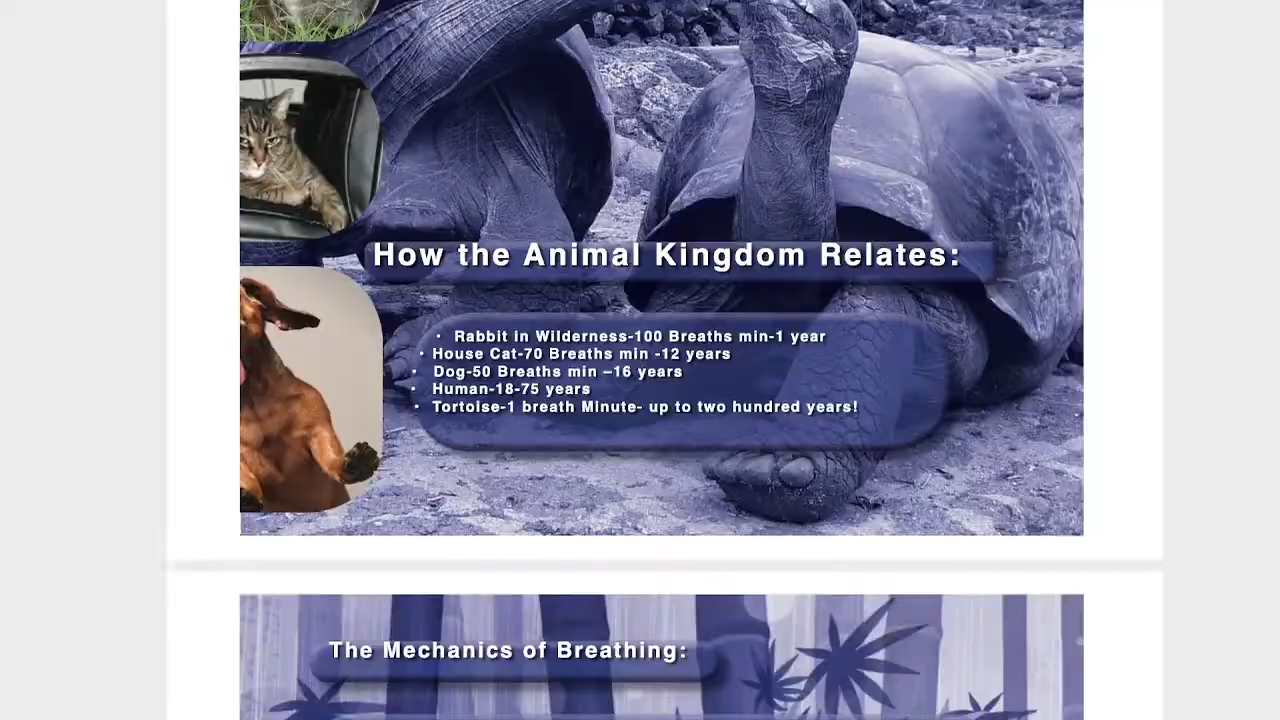 How the Animal Kingdom Relates:
• Rabbit in Wilderness-100 Breaths min-1 year
• House Cat-70 Breaths min -12 years
• Dog-50 Breaths min –16 years
• Human-18-75 years
• Tortoise-1 breath Minute- up to two hundred years!
The Mechanics of Breathing: